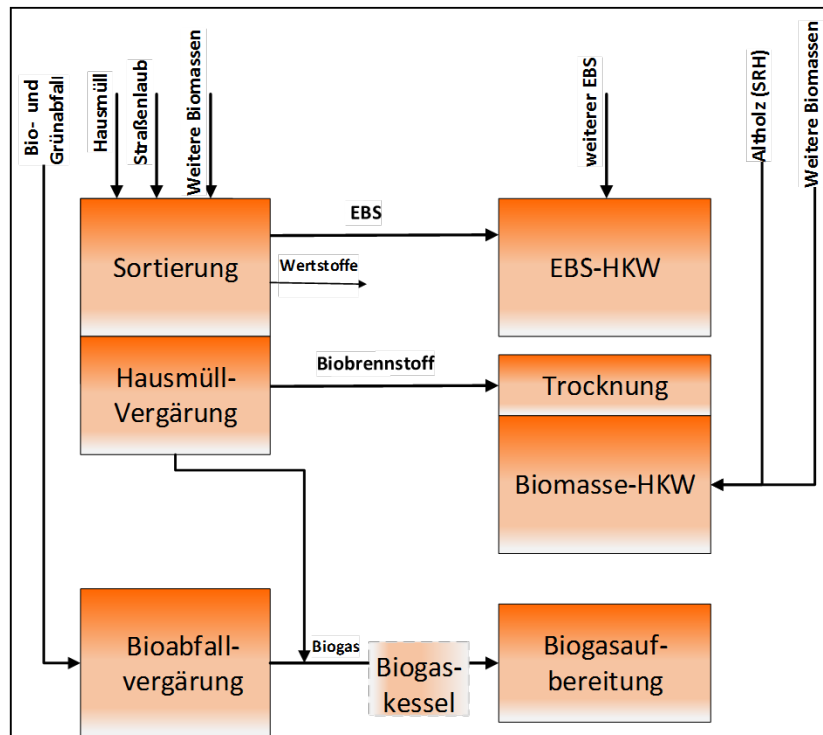 Bio- und
Grünabfall
Hausmüll
Straßenlaub
Weitere Biomassen
weiterer EBS
Altholz (SRH)
Weitere Biomassen
Sortierung
EBS
Wertstoffe
EBS-HKW
Hausmüll-
Vergärung
Biobrennstoff
Trocknung
Biomasse-HKW
Bioabfall-
vergärung
Biogas
Biogas-
kessel
Biogasauf-
bereitung